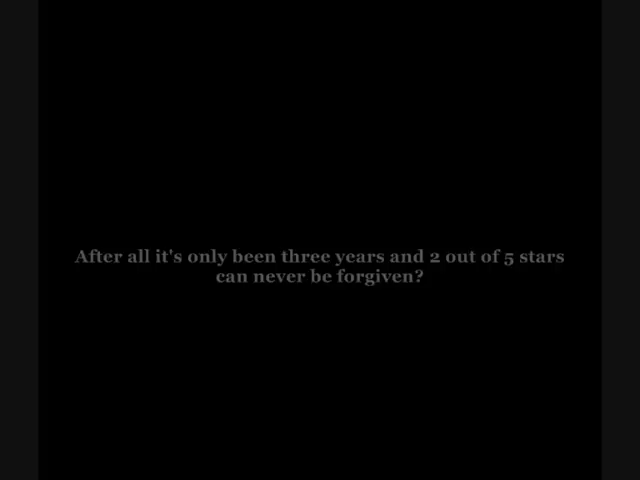 After all it's only been three years and 2 out of 5 stars
can never be forgiven?